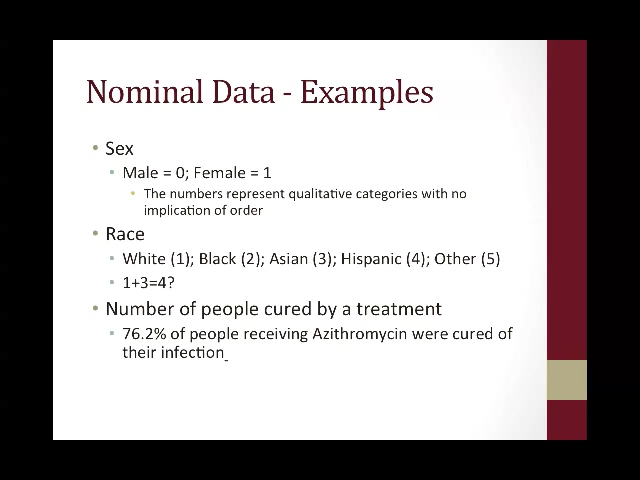 Nominal Data - Examples
• Sex
▪ Male = 0; Female = 1
• The numbers represent qualitative categories with no
implication of order
• Race
▪ White (1); Black (2); Asian (3); Hispanic (4); Other (5)
▪ 1+3=4?
• Number of people cured by a treatment
▪ 76.2% of people receiving Azithromycin were cured of
their infection